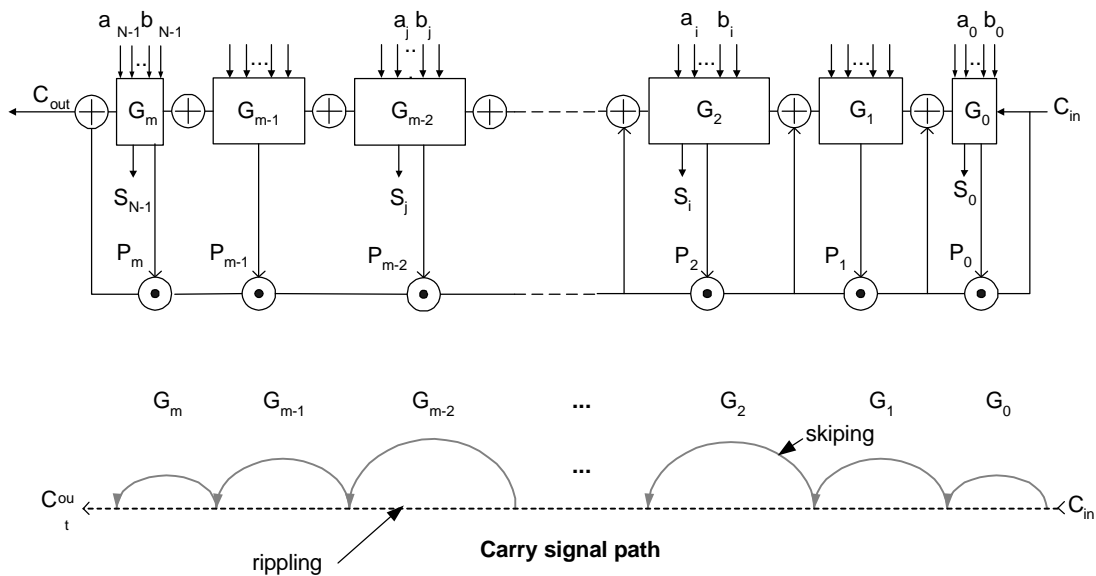 a N-1 b N-1 a j b j a i b i a 0 b 0
... ... ... ... ... ...
C out G m G m-1 G m-2 G 2 G 1 G 0 C in
S N-1 S j S i S 0
P m P m-1 P m-2 P 2 P 1 P 0
G m G m-1 G m-2 ... G 2 G 1 G 0
skiping
...
C ou t C in
rippling
Carry signal path